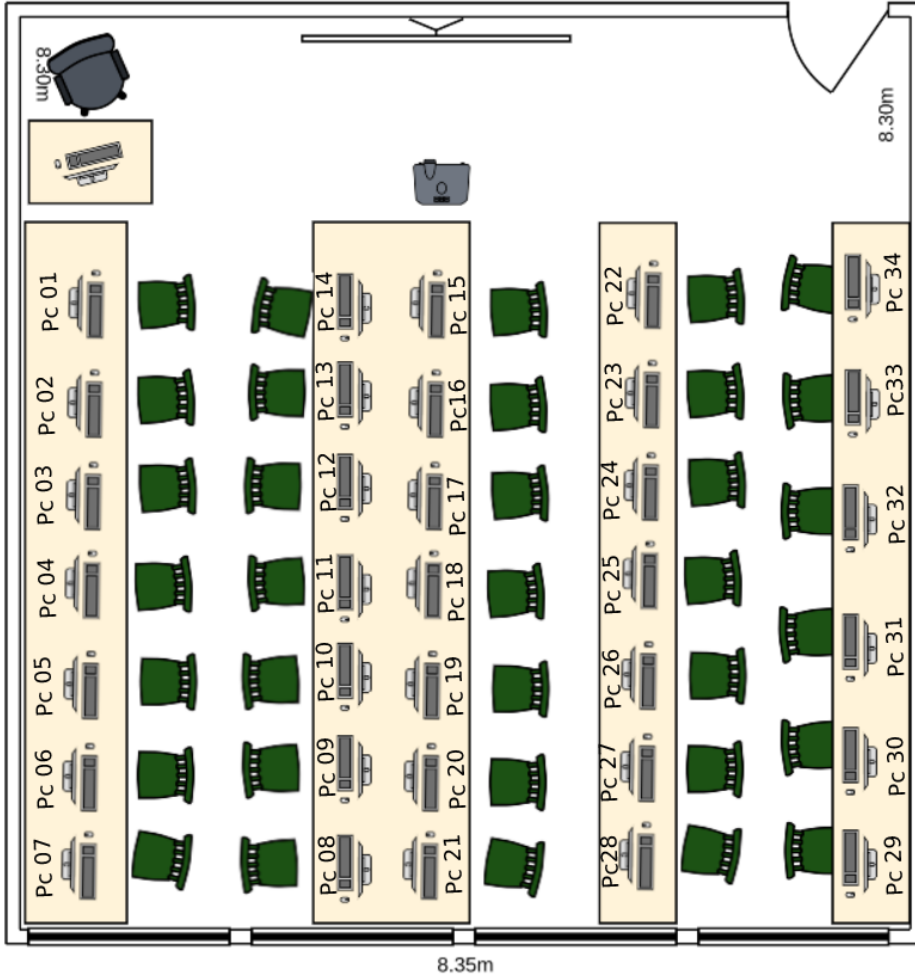 8.30m
8.30m
Pc 01
Pc 02
Pc 03
Pc 04
Pc 05
Pc 06
Pc 07
Pc 14
Pc 13
Pc 12
Pc 11
Pc 10
Pc 09
Pc 08
Pc 15
Pc16
Pc 17
Pc 18
Pc 19
Pc 20
Pc 21
Pc 22
Pc 23
Pc 24
Pc 25
Pc 26
Pc 27
Pc28
Pc 34
Pc33
Pc 32
Pc 31
Pc 30
Pc 29
8.35m